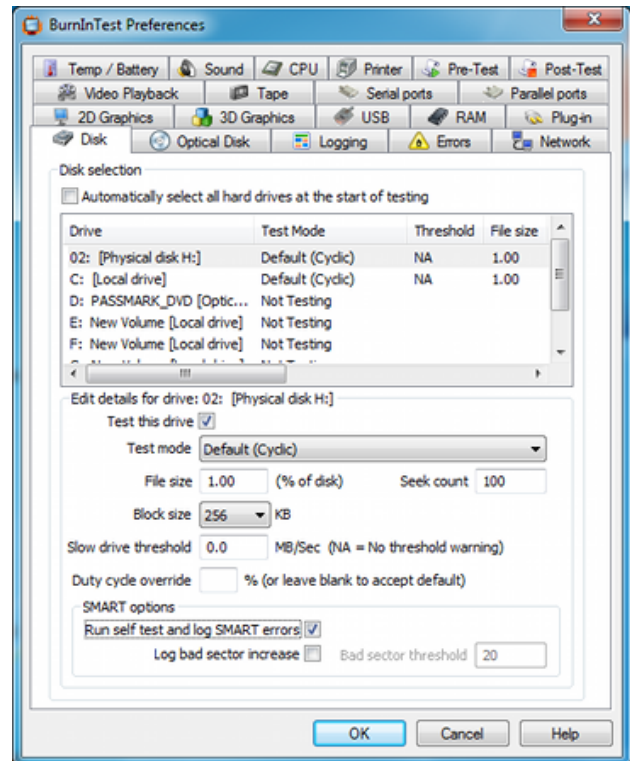 BurnInTest Preferences
Temp / Battery Sound CPU Printer Pre-Test Post-Test
Video Playback Tape Serial ports Parallel ports
2D Graphics 3D Graphics USB RAM Plug-in
Disk Optical Disk Logging Errors Network
Disk selection
Automatically select all hard drives at the start of testing
Drive Test Mode Threshold File size
02: [Physical disk H:] Default (Cyclic) NA 1.00
C: [Local drive] Default (Cyclic) NA 1.00
D: PASSMARK_DVD [Optic... Not Testing
E: New Volume [Local drive] Not Testing
F: New Volume [Local drive] Not Testing
Edit details for drive: 02: [Physical disk H:]
Test this drive
Test mode Default (Cyclic)
File size 1.00 (% of disk) Seek count 100
Block size 256 KB
Slow drive threshold 0.0 MB/Sec (NA = No threshold warning)
Duty cycle override % (or leave blank to accept default)
SMART options
Run self test and log SMART errors
Log bad sector increase Bad sector threshold 20
OK Cancel Help